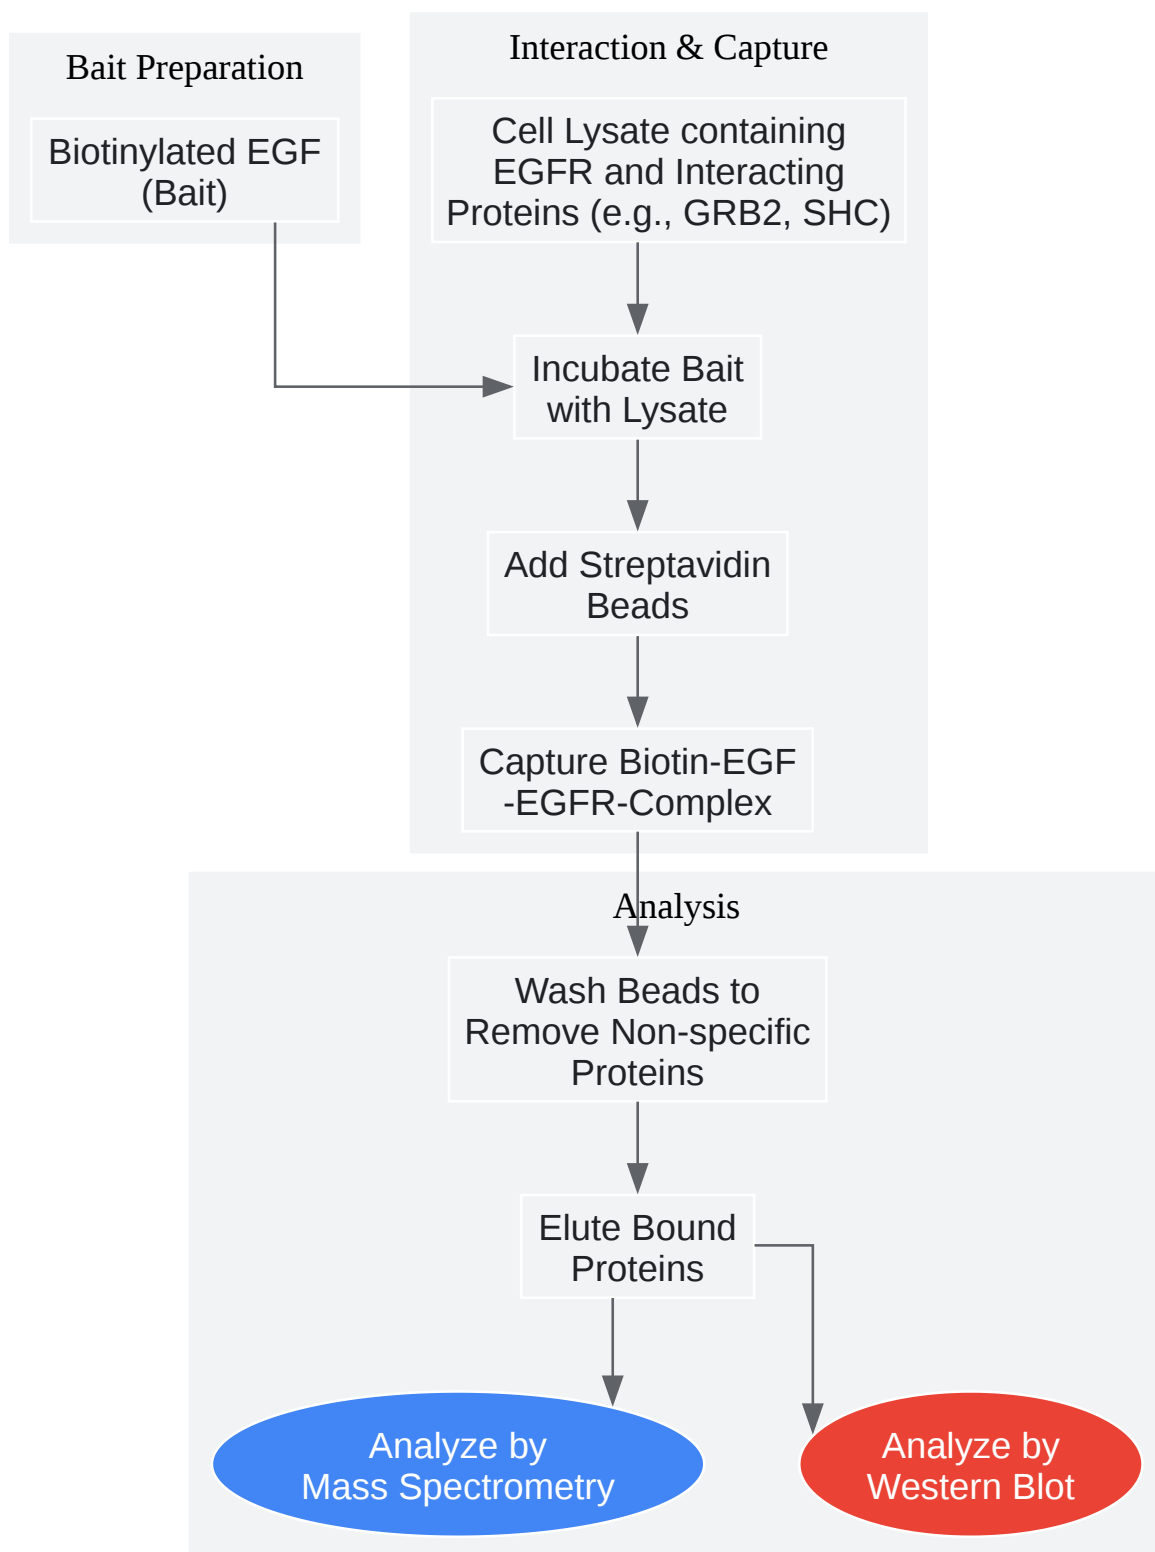 Bait Preparation
Biotinylated EGF
(Bait)
Interaction & Capture
Cell Lysate containing
EGFR and Interacting
Proteins (e.g., GRB2, SHC)
Incubate Bait
with Lysate
Add Streptavidin
Beads
Capture Biotin-EGF
-EGFR-Complex
Analysis
Wash Beads to
Remove Non-specific
Proteins
Elute Bound
Proteins
Analyze by
Mass Spectrometry
Analyze by
Western Blot